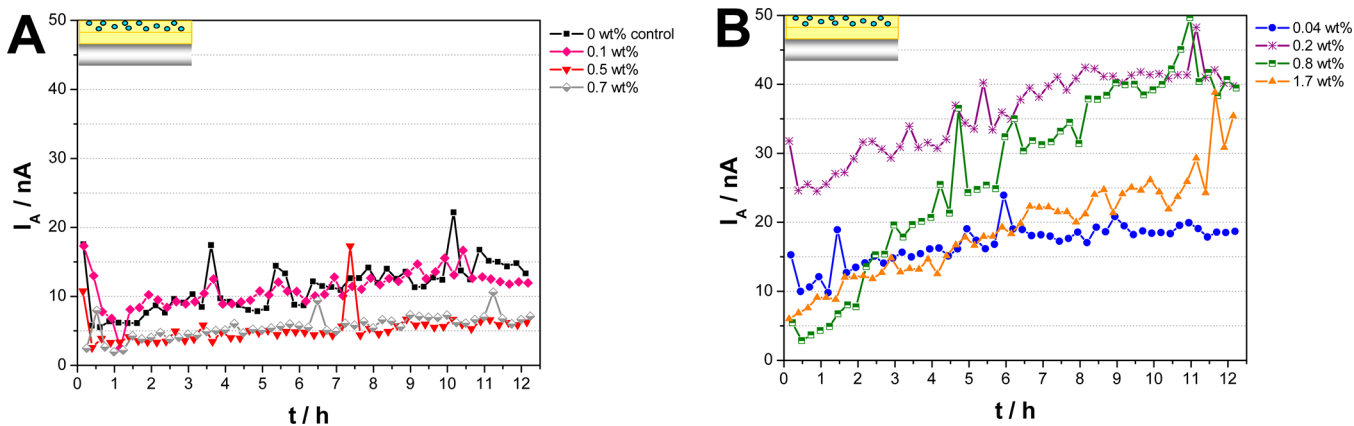 A
50
40
30
20
10
0
I_A / nA
0 1 2 3 4 5 6 7 8 9 10 11 12
t / h
0 wt% control
0.1 wt%
0.5 wt%
0.7 wt%
B
50
40
30
20
10
0
I_A / nA
0 1 2 3 4 5 6 7 8 9 10 11 12
t / h
0.04 wt%
0.2 wt%
0.8 wt%
1.7 wt%